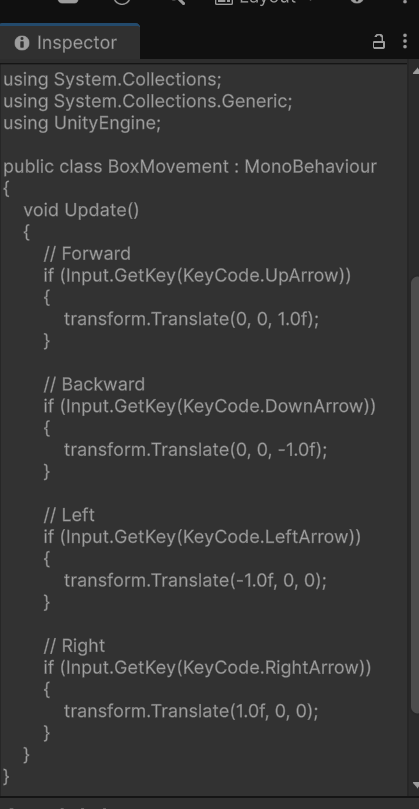 Layout
Inspector
using System.Collections;
using System.Collections.Generic;
using UnityEngine;

public class BoxMovement : MonoBehaviour
{
    void Update()
    {
        // Forward
        if (Input.GetKey(KeyCode.UpArrow))
        {
            transform.Translate(0, 0, 1.0f);
        }

        // Backward
        if (Input.GetKey(KeyCode.DownArrow))
        {
            transform.Translate(0, 0, -1.0f);
        }

        // Left
        if (Input.GetKey(KeyCode.LeftArrow))
        {
            transform.Translate(-1.0f, 0, 0);
        }

        // Right
        if (Input.GetKey(KeyCode.RightArrow))
        {
            transform.Translate(1.0f, 0, 0);
        }
    }
}